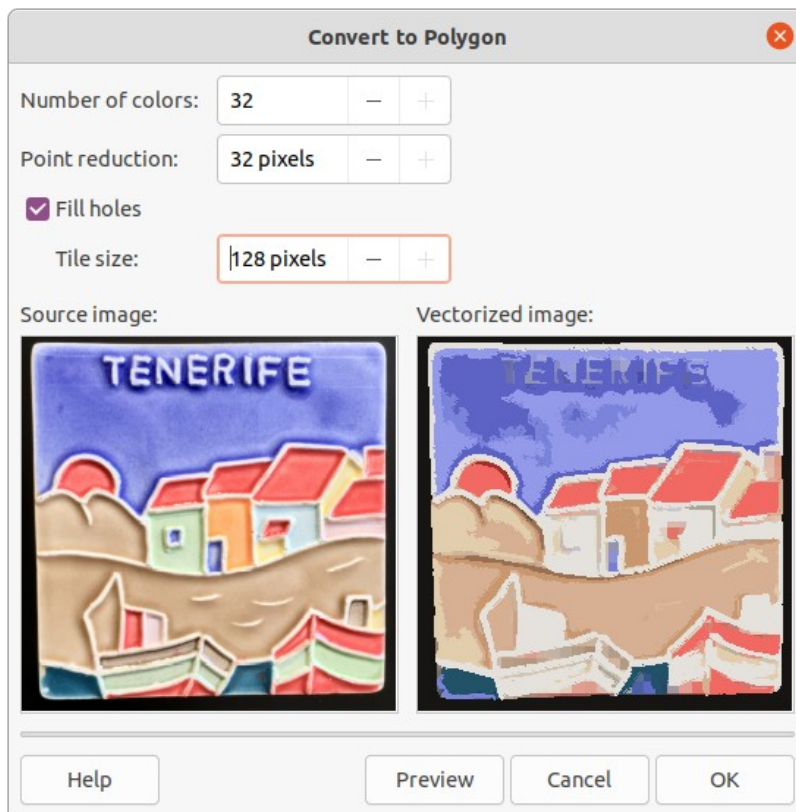 Convert to Polygon
Number of colors: 32
Point reduction: 32 pixels
Fill holes
Tile size: 128 pixels
Source image: Vectorized image:
TENERIFE TENERIFE
Help Preview Cancel OK